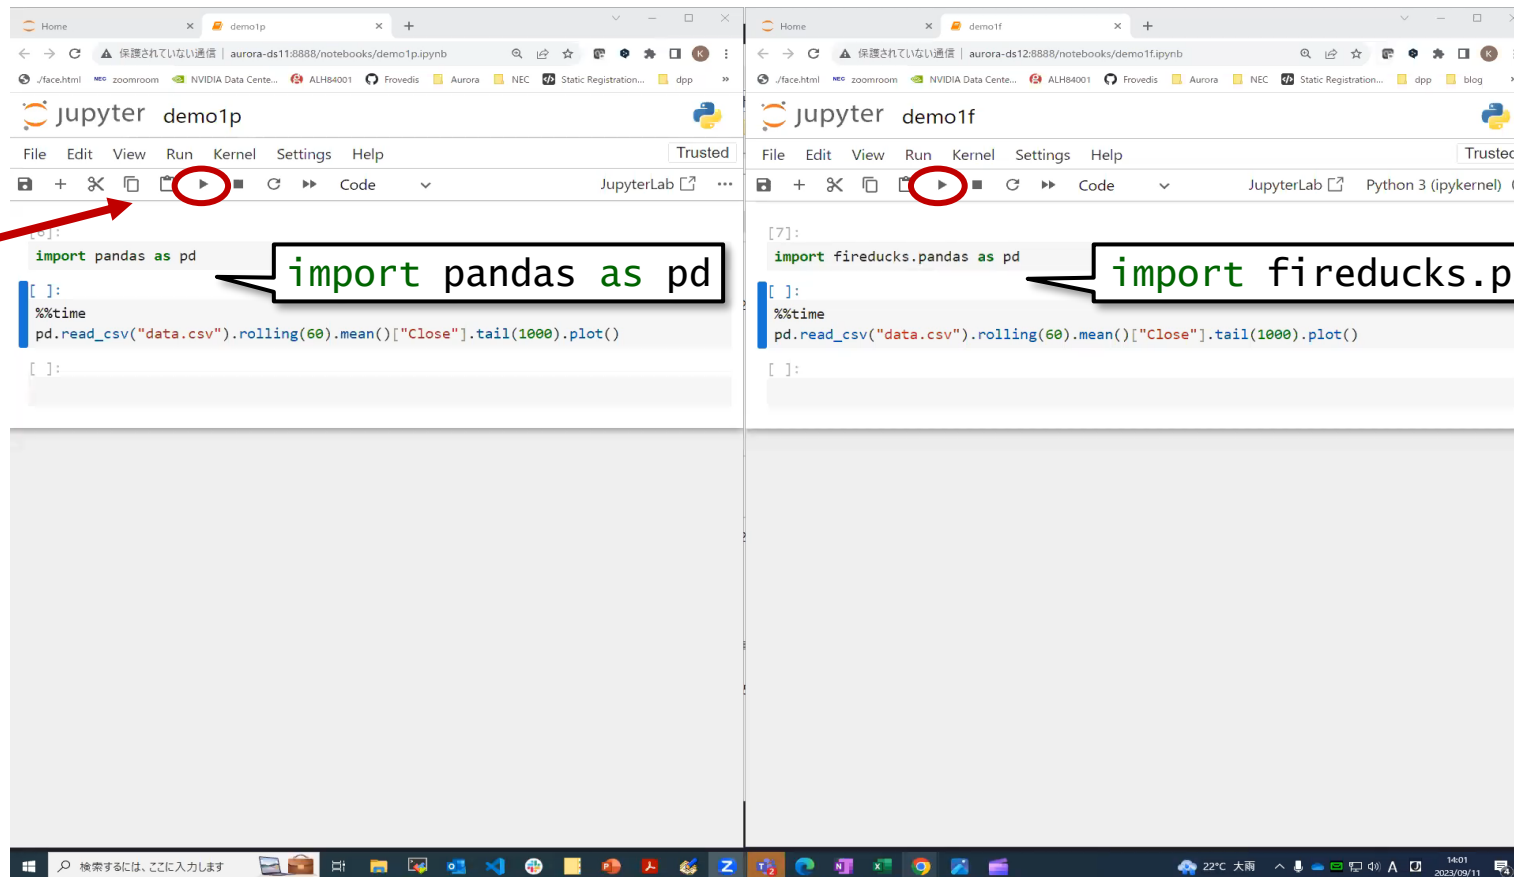 Home
demo1p
保護されていない通信 | aurora-ds11:8888/notebooks/demo1p.ipynb
K
./face.html
NEC zoomroom
NVIDIA Data Cente...
ALH84001
Frovedis
Aurora
NEC
Static Registration...
dpp
»
jupyter demo1p
File Edit View Run Kernel Settings Help
Trusted
Code
JupyterLab
import pandas as pd
import pandas as pd
[ ]:
%%time
pd.read_csv("data.csv").rolling(60).mean()["Close"].tail(1000).plot()
[ ]:
Home
demo1f
保護されていない通信 | aurora-ds12:8888/notebooks/demo1f.ipynb
K
./face.html
NEC zoomroom
NVIDIA Data Cente...
ALH84001
Frovedis
Aurora
NEC
Static Registration...
dpp
blog
jupyter demo1f
File Edit View Run Kernel Settings Help
Trusted
Code
JupyterLab
Python 3 (ipykernel)
[7]:
import fireducks.pandas as pd
import fireducks.p
[ ]:
%%time
pd.read_csv("data.csv").rolling(60).mean()["Close"].tail(1000).plot()
[ ]:
検索するには、ここに入力します
22°C 大雨
A
14:01
2023/09/11